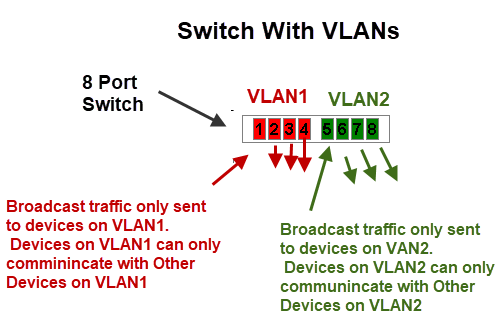 Switch With VLANs
8 Port
Switch
VLAN1
VLAN2
1 2 3 4 5 6 7 8
Broadcast traffic only sent
to devices on VLAN1.
Devices on VLAN1 can only
comminincate with Other
Devices on VLAN1
Broadcast traffic only sent
to devices on VAN2.
Devices on VLAN2 can only
communincate with Other
Devices on VLAN2